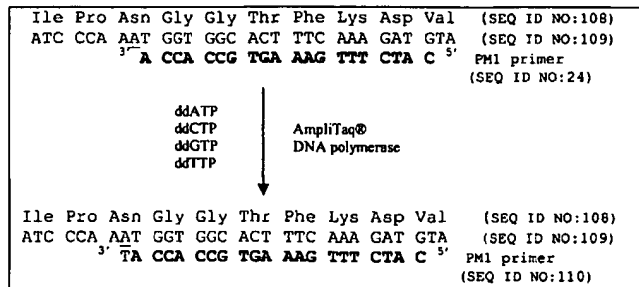 Ile Pro Asn Gly Gly Thr Phe Lys Asp Val (SEQ ID NO:108)
ATC CCA AAT GGT GGC ACT TTC AAA GAT GTA (SEQ ID NO:109)
3' A CCA CCG TGA AAG TTT CTA C 5' PM1 primer
(SEQ ID NO:24)
ddATP
ddCTP AmpliTaq®
ddGTP DNA polymerase
ddTTP
Ile Pro Asn Gly Gly Thr Phe Lys Asp Val (SEQ ID NO:108)
ATC CCA AAT GGT GGC ACT TTC AAA GAT GTA (SEQ ID NO:109)
3' TA CCA CCG TGA AAG TTT CTA C 5' PM1 primer
(SEQ ID NO:110)